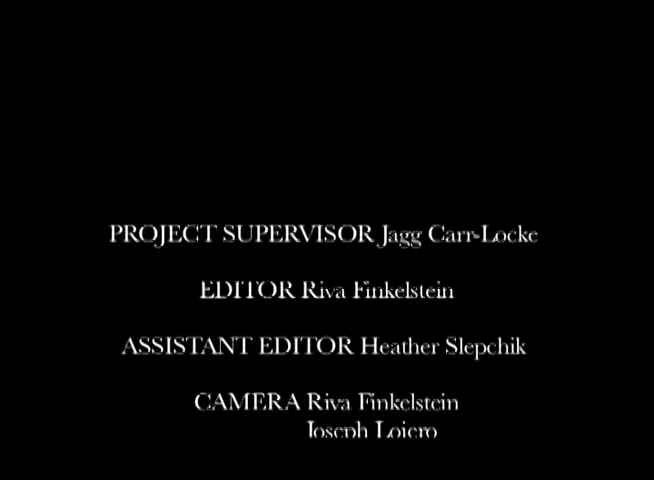 PROJECT SUPERVISOR Jagg Carr-Locke
EDITOR Riva Finkelstein
ASSISTANT EDITOR Heather Slepchik
CAMERA Riva Finkelstein
Joseph Loiero